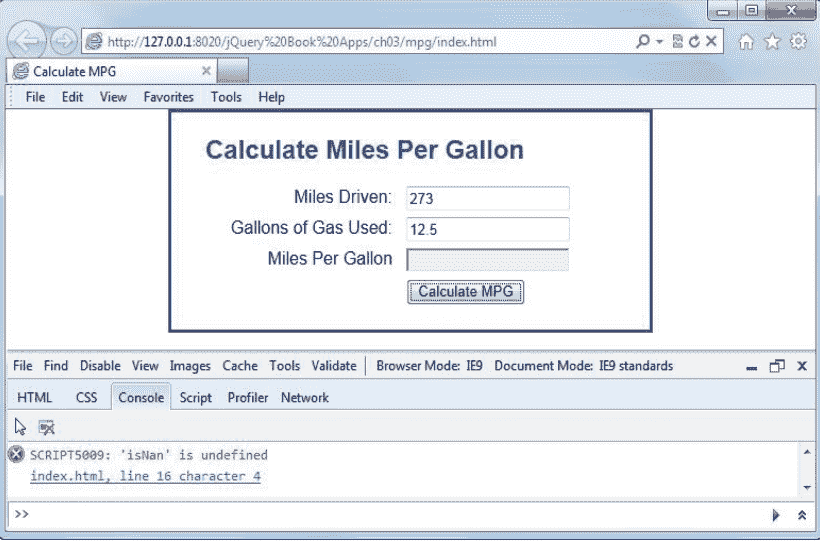 http://127.0.0.1:8020/jQuery%20Book%20Apps/ch03/mpg/index.html
Calculate MPG
File Edit View Favorites Tools Help
Calculate Miles Per Gallon
Miles Driven: 273
Gallons of Gas Used: 12.5
Miles Per Gallon
Calculate MPG
File Find Disable View Images Cache Tools Validate Browser Mode: IE9 Document Mode: IE9 standards
HTML CSS Console Script Profiler Network
SCRIPT5009: 'isNan' is undefined
index.html, line 16 character 4
>>